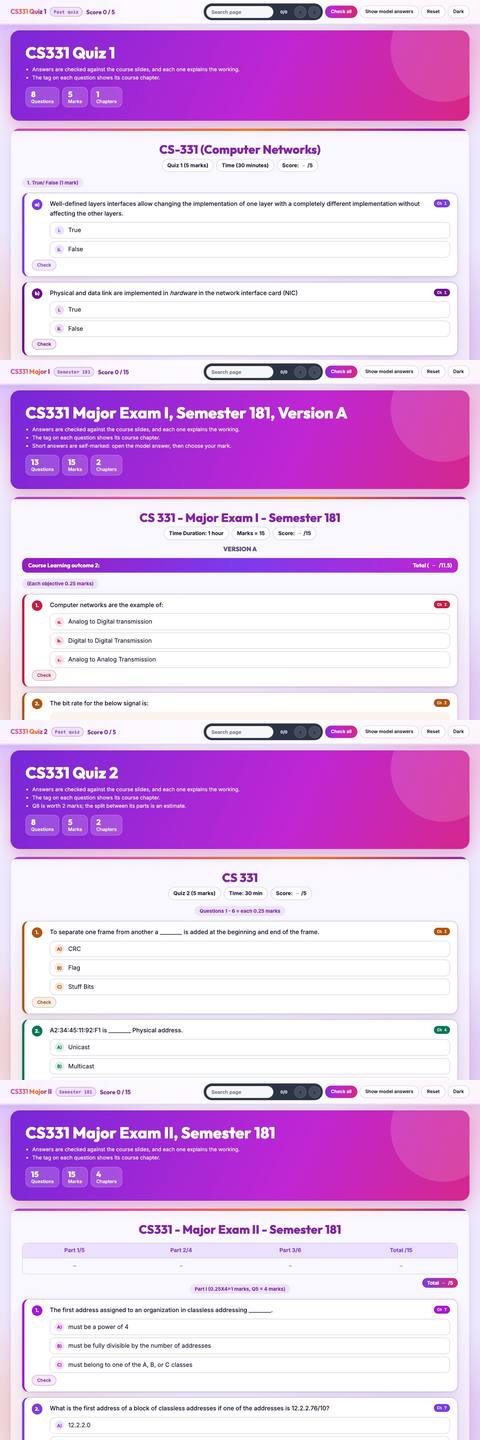 CS331 Quiz 1 Past quiz Score 0 / 5 Search page 0/0 Check all Show model answers Reset Dark
CS331 Quiz 1
• Answers are checked against the course slides, and each one explains the working.
• The tag on each question shows its course chapter.
8 Questions 5 Marks 1 Chapters
CS-331 (Computer Networks)
Quiz 1 (5 marks) Time (30 minutes) Score: – /5
1. True/ False (1 mark)
a) Well-defined layers interfaces allow changing the implementation of one layer with a completely different implementation without Ch 1
affecting the other layers.
i. True
ii. False
Check
b) Physical and data link are implemented in hardware in the network interface card (NIC) Ch 1
i. True
ii. False
Check
CS331 Major I Semester 181 Score 0 / 15 Search page 0/0 Check all Show model answers Reset Dark
CS331 Major Exam I, Semester 181, Version A
• Answers are checked against the course slides, and each one explains the working.
• The tag on each question shows its course chapter.
• Short answers are self-marked: open the model answer, then choose your mark.
13 Questions 15 Marks 2 Chapters
CS 331 - Major Exam I - Semester 181
Time Duration: 1 hour Marks = 15 Score: – /15
VERSION A
Course Learning outcome 2: Total ( – /11.5)
(Each objective 0.25 marks)
1. Computer networks are the example of: Ch 3
a. Analog to Digital transmission
b. Digital to Digital Transmission
c. Analog to Analog Transmission
Check
2. The bit rate for the below signal is: Ch 3
CS331 Quiz 2 Past quiz Score 0 / 5 Search page 0/0 Check all Show model answers Reset Dark
CS331 Quiz 2
• Answers are checked against the course slides, and each one explains the working.
• The tag on each question shows its course chapter.
• Q8 is worth 2 marks; the split between its parts is an estimate.
8 Questions 5 Marks 2 Chapters
CS 331
Quiz 2 (5 marks) Time: 30 min Score: – /5
Questions 1 - 6 = each 0.25 marks
1. To separate one frame from another a _______ is added at the beginning and end of the frame. Ch 3
A) CRC
B) Flag
C) Stuff Bits
Check
2. A2:34:45:11:92:F1 is _______ Physical address. Ch 4
A) Unicast
B) Multicast
CS331 Major II Semester 181 Score 0 / 15 Search page 0/0 Check all Show model answers Reset Dark
CS331 Major Exam II, Semester 181
• Answers are checked against the course slides, and each one explains the working.
• The tag on each question shows its course chapter.
15 Questions 15 Marks 4 Chapters
CS331 - Major Exam II - Semester 181
Part 1/5 Part 2/4 Part 3/6 Total /15
– – – –
Total – /5
Part I (0.25X4=1 marks, Q5 = 4 marks)
1. The first address assigned to an organization in classless addressing _______. Ch 7
A) must be a power of 4
B) must be fully divisible by the number of addresses
C) must belong to one of the A, B, or C classes
Check
2. What is the first address of a block of classless addresses if one of the addresses is 12.2.2.76/10? Ch 7
A) 12.2.2.0